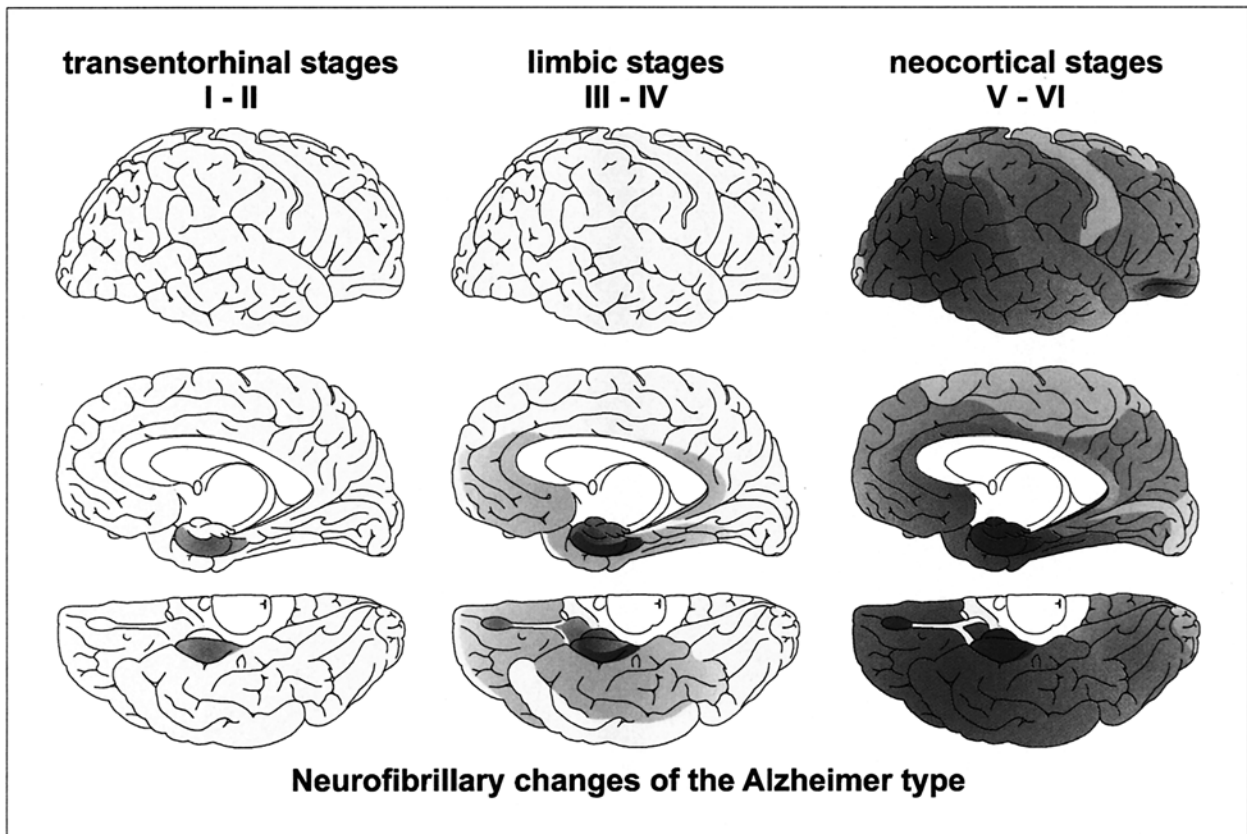 transentorhinal stages
I - II
limbic stages
III - IV
neocortical stages
V - VI
Neurofibrillary changes of the Alzheimer type